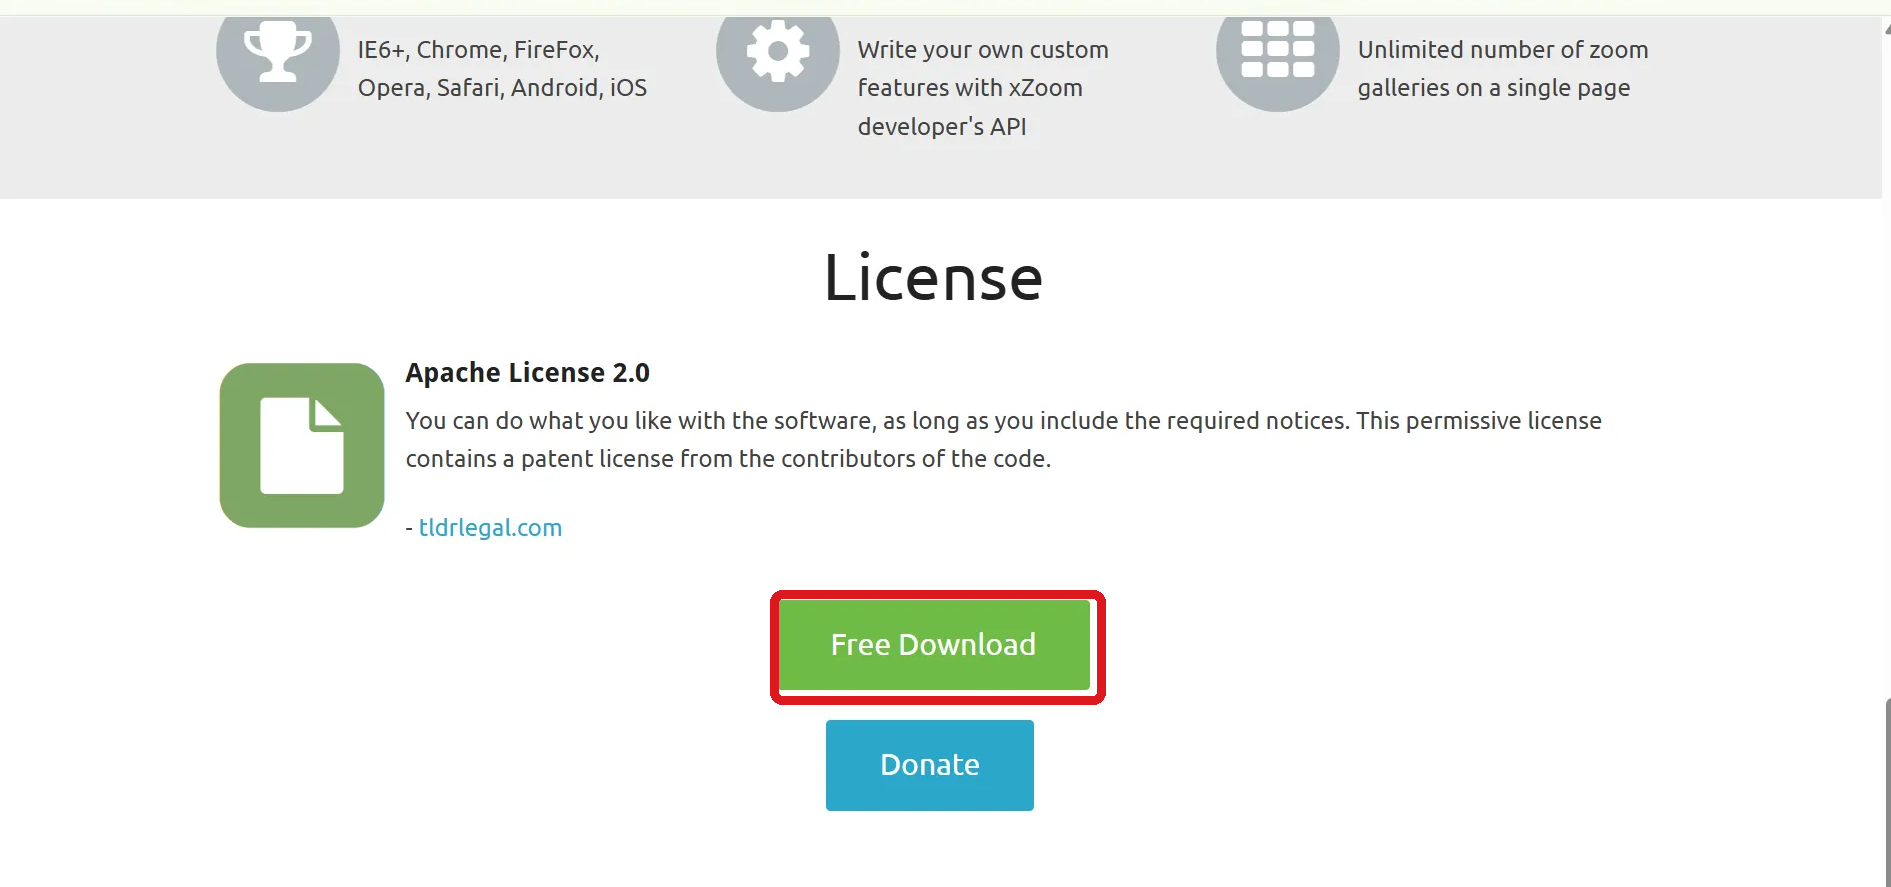 IE6+, Chrome, FireFox,
Opera, Safari, Android, iOS
Write your own custom
features with xZoom
developer's API
Unlimited number of zoom
galleries on a single page
License
Apache License 2.0
You can do what you like with the software, as long as you include the required notices. This permissive license
contains a patent license from the contributors of the code.
- tldrlegal.com
Free Download
Donate